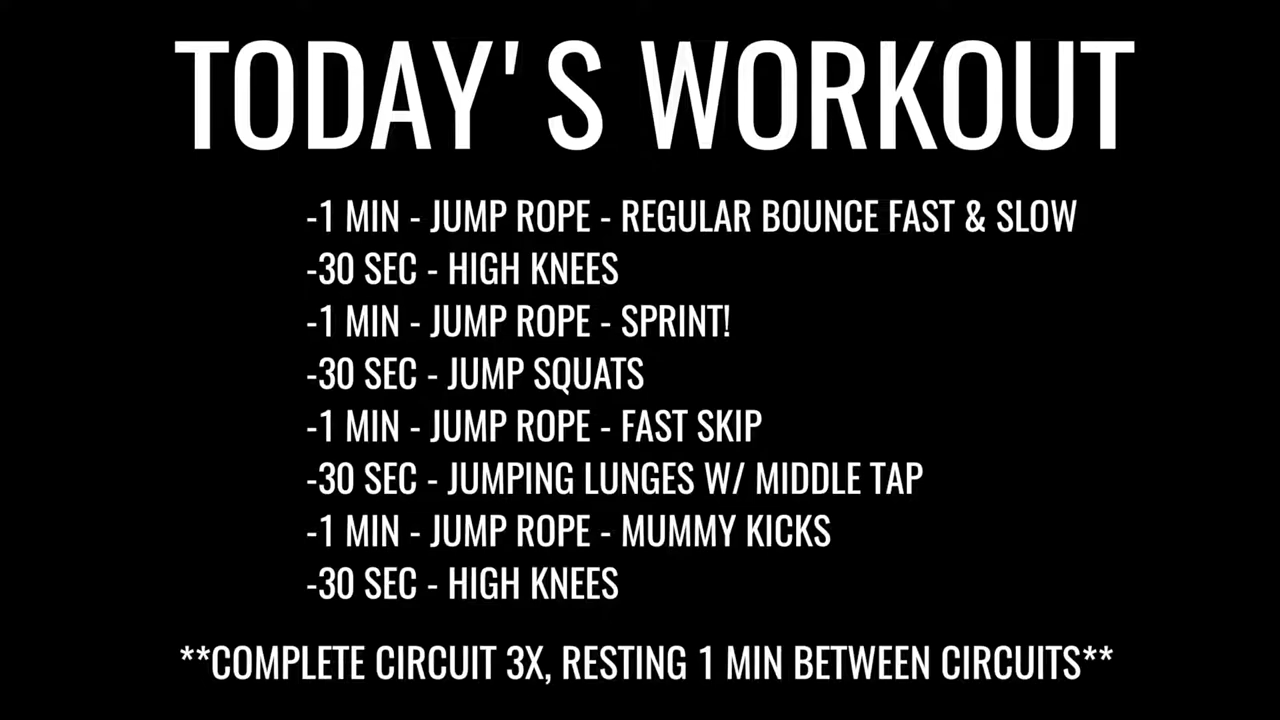 TODAY'S WORKOUT
-1 MIN - JUMP ROPE - REGULAR BOUNCE FAST & SLOW
-30 SEC - HIGH KNEES
-1 MIN - JUMP ROPE - SPRINT!
-30 SEC - JUMP SQUATS
-1 MIN - JUMP ROPE - FAST SKIP
-30 SEC - JUMPING LUNGES W/ MIDDLE TAP
-1 MIN - JUMP ROPE - MUMMY KICKS
-30 SEC - HIGH KNEES
**COMPLETE CIRCUIT 3X, RESTING 1 MIN BETWEEN CIRCUITS**